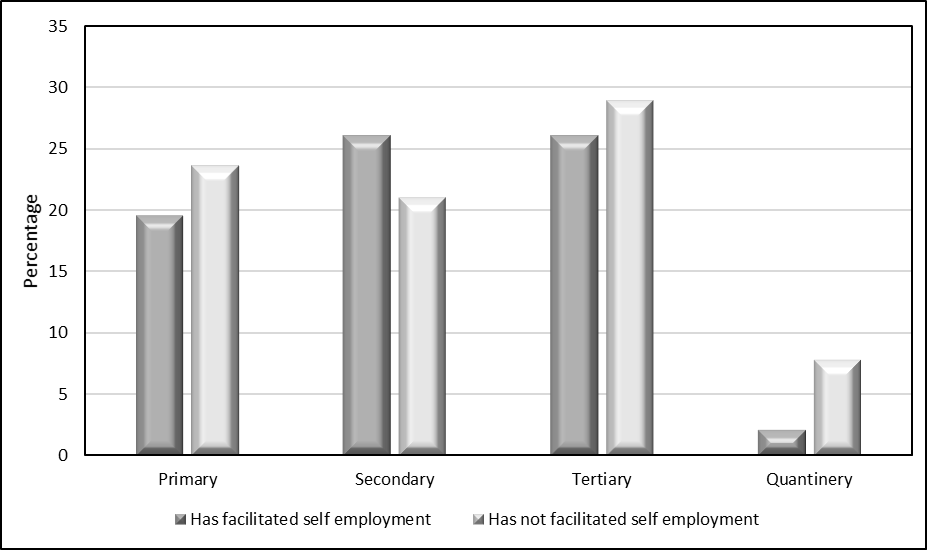 35
30
25
20
15
10
5
0
Percentage
Primary Secondary Tertiary Quantinery
Has facilitated self employment Has not facilitated self employment